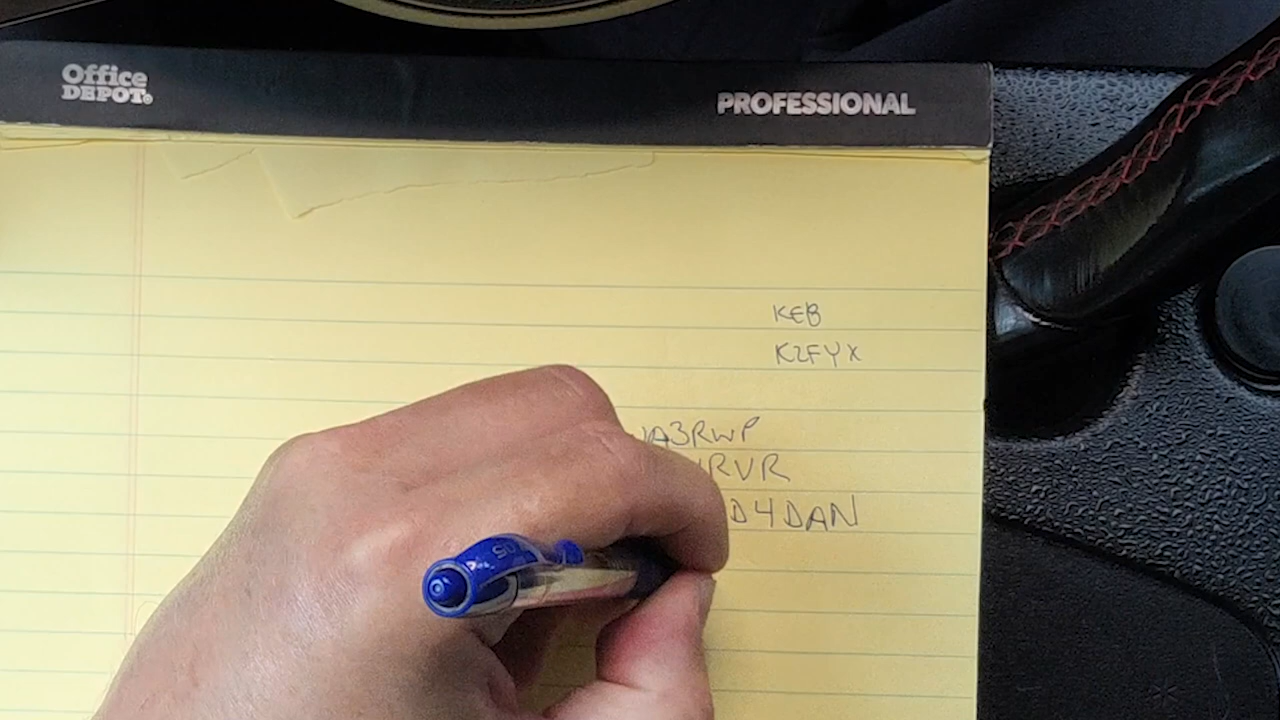 Office
DEPOT
PROFESSIONAL
KEB
K2FYX
A3RWP
RVR
D4DAN